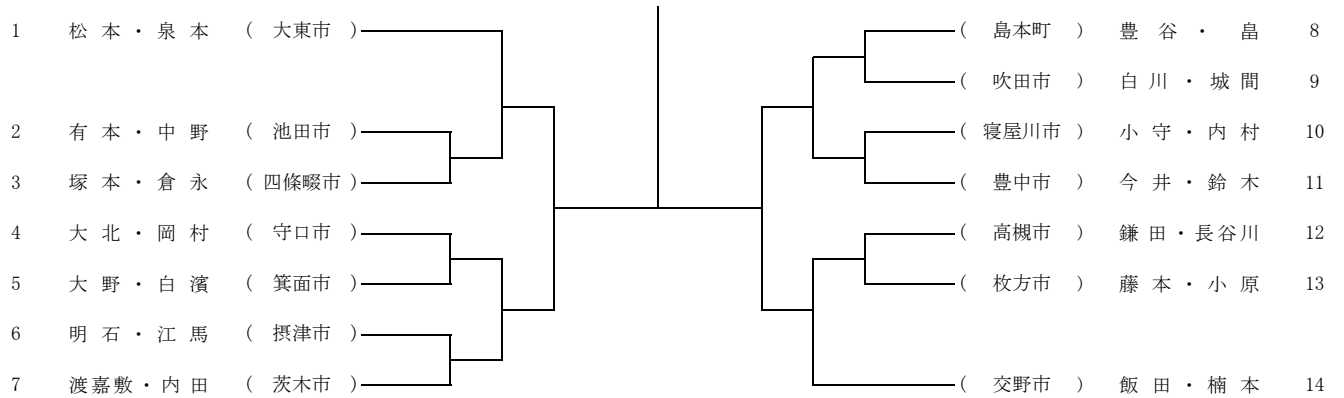 1 松本・泉本 ( 大東市 )
2 有本・中野 ( 池田市 )
3 塚本・倉永 ( 四條畷市 )
4 大北・岡村 ( 守口市 )
5 大野・白濱 ( 箕面市 )
6 明石・江馬 ( 摂津市 )
7 渡嘉敷・内田 ( 茨木市 )
( 島本町 ) 豊谷・畠 8
( 吹田市 ) 白川・城間 9
( 寝屋川市 ) 小守・内村 10
( 豊中市 ) 今井・鈴木 11
( 高槻市 ) 鎌田・長谷川 12
( 枚方市 ) 藤本・小原 13
( 交野市 ) 飯田・楠本 14